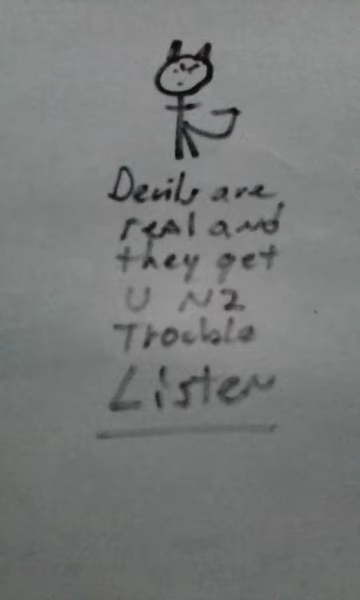 Devils are
real and
they get
U N2
Trouble
Listen